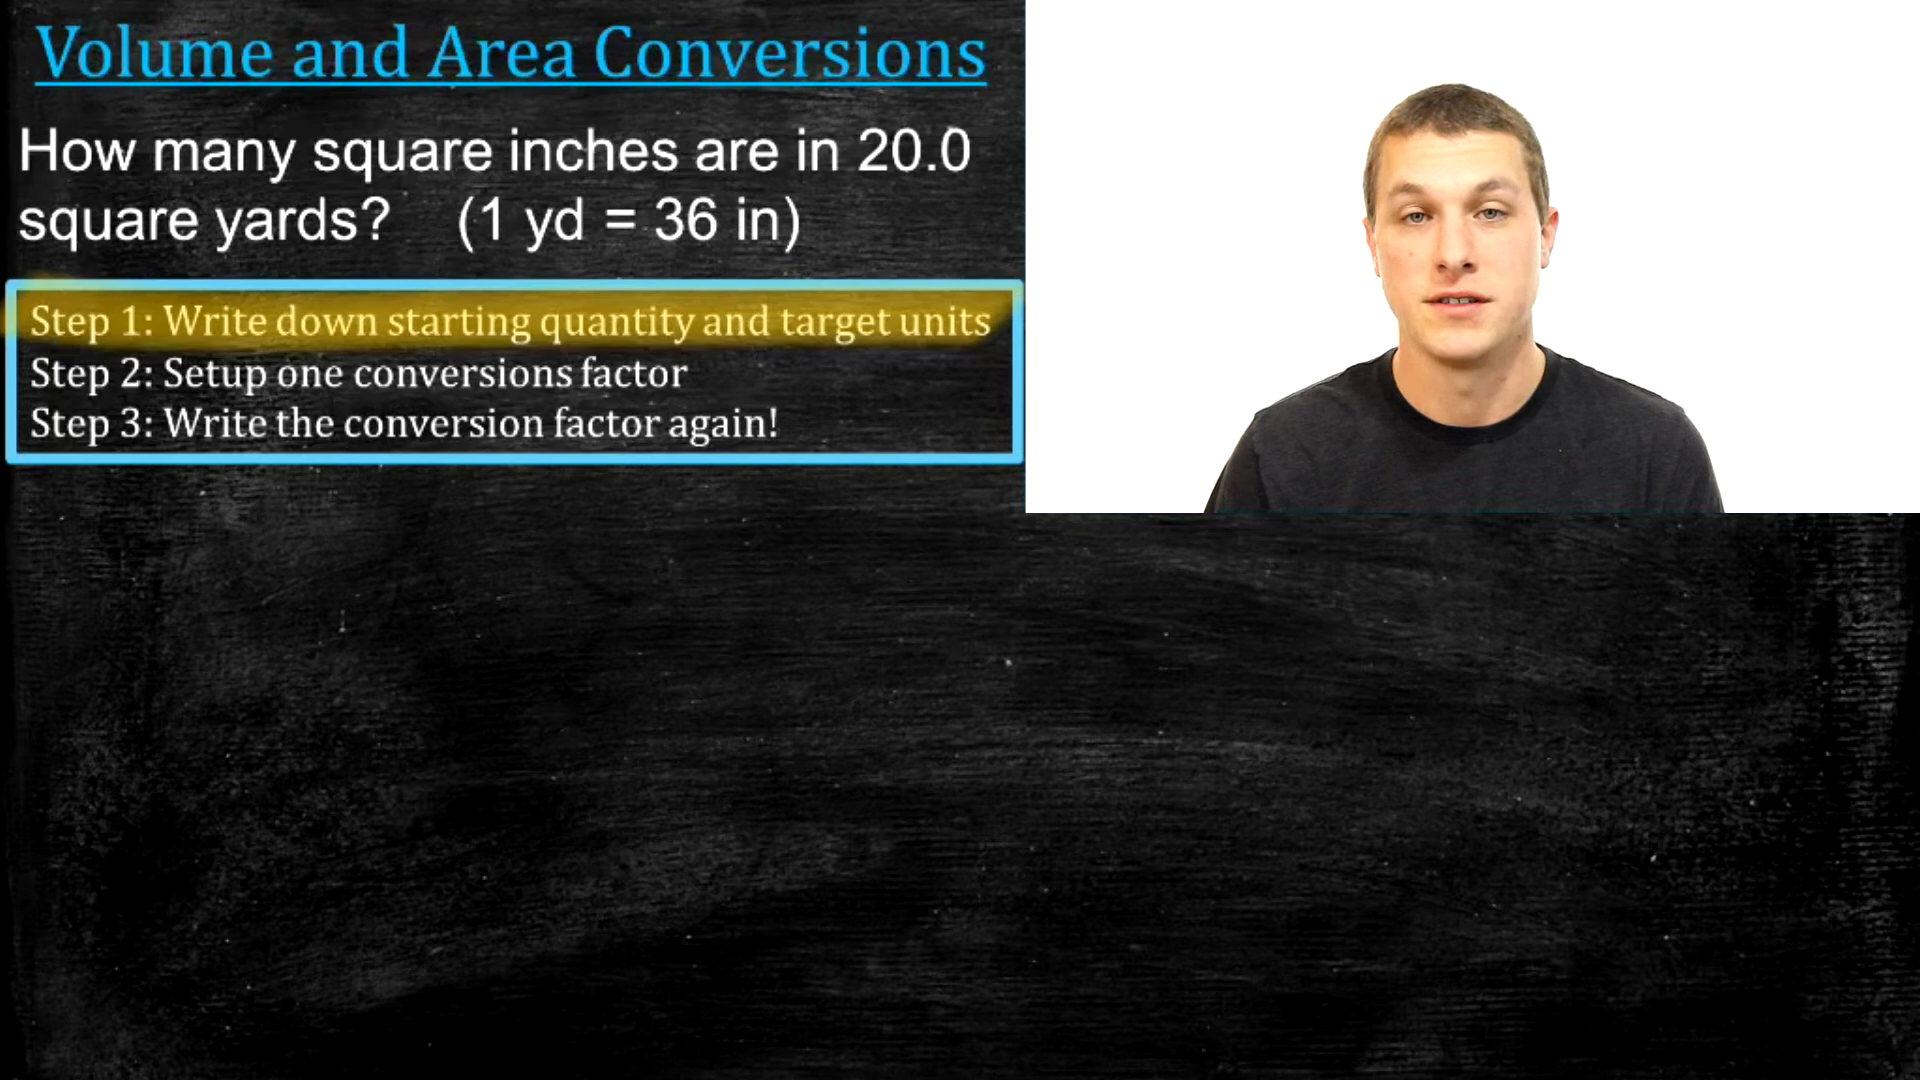 Volume and Area Conversions
How many square inches are in 20.0
square yards? (1 yd = 36 in)
Step 1: Write down starting quantity and target units
Step 2: Setup one conversions factor
Step 3: Write the conversion factor again!